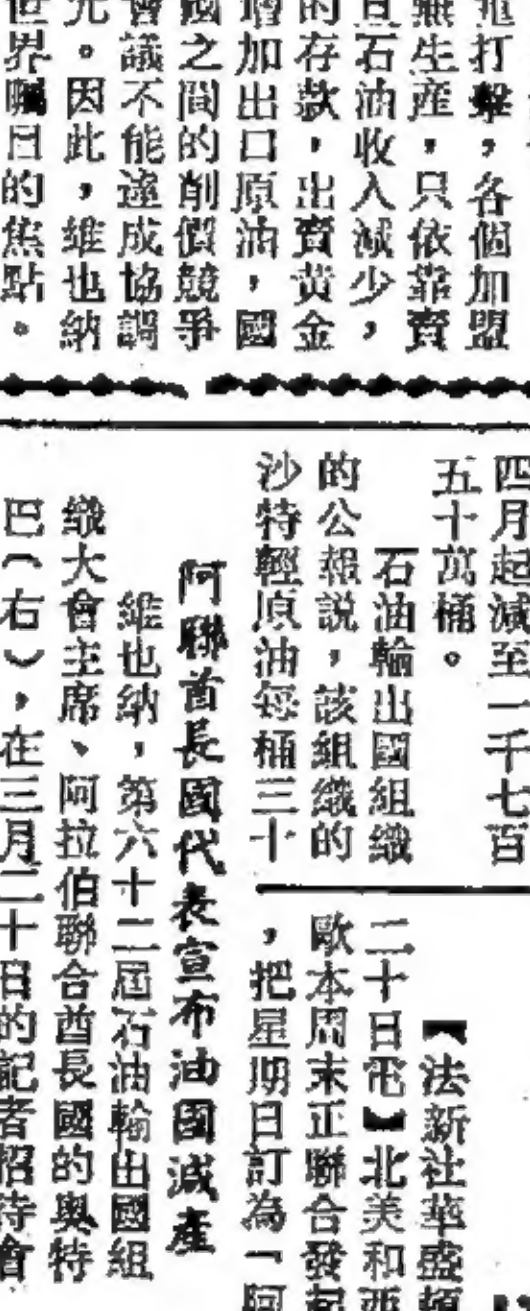 打擊，各個加盟
無生産，只依靠賣
且石油收入減少，
的存款，出賣黃金
增加出口原油，國
國之間的削價競爭
會議不能達成協調
。因此，維也納
世界矚目的焦點。
四月起減至一千七百
五十萬桶。
石油輸出國組織
的公報説，該組織的
沙特輕原油每桶三十
阿聯酋長國代表宣布油國減產
維也納，第六十二屆石油輸出國組
織大會主席、阿拉伯聯合酋長國的奧特
巴（右），在三月二十日的記者招待會
【法新社華盛頓
二十日電】北美和西
歐本周末正聯合發起
，把星期日訂為「阿